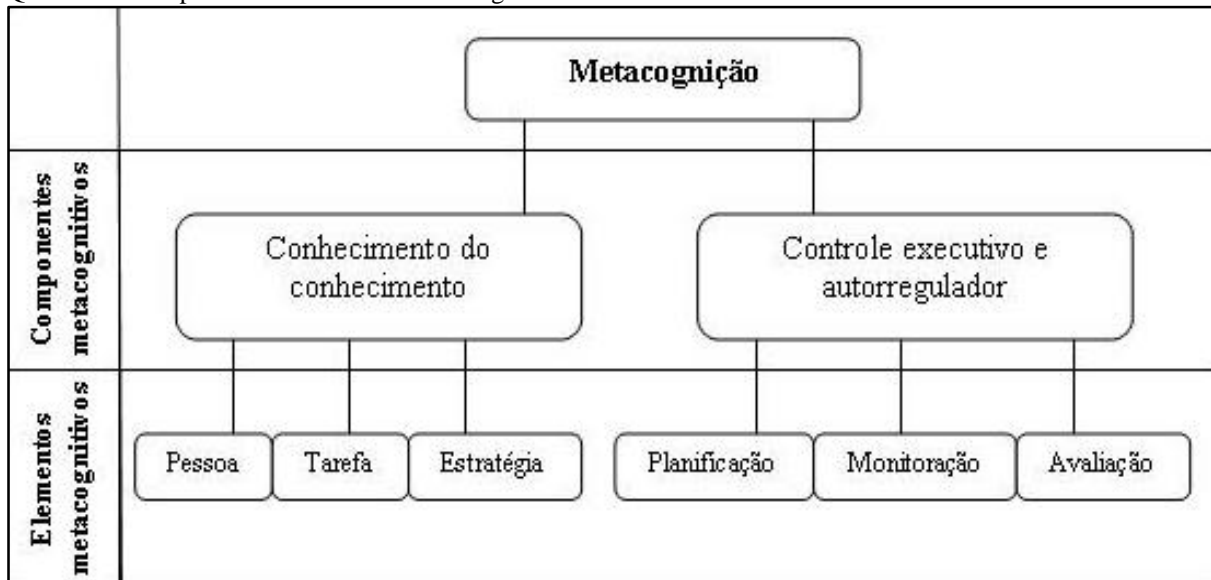 Metacognição
Componentes
metacognitivos
Conhecimento do
conhecimento
Controle executivo e
autorregulador
Elementos
metacognitivos
Pessoa
Tarefa
Estratégia
Planificação
Monitoração
Avaliação